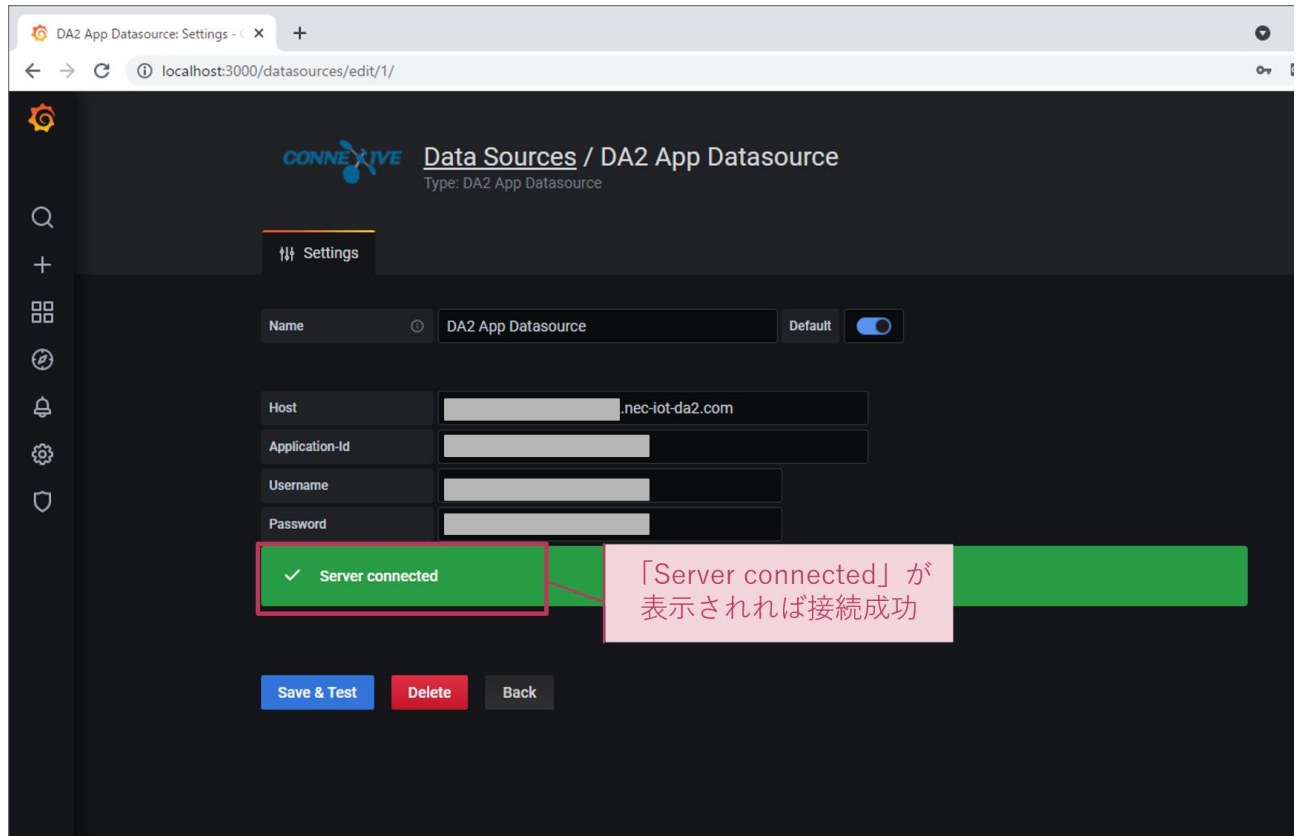 DA2 App Datasource: Settings - (
localhost:3000/datasources/edit/1/
CONNEXIVE
Data Sources / DA2 App Datasource
Type: DA2 App Datasource
Settings
Name DA2 App Datasource Default
Host .nec-iot-da2.com
Application-Id
Username
Password
Server connected
「Server connected」が
表示されれば接続成功
Save & Test Delete Back